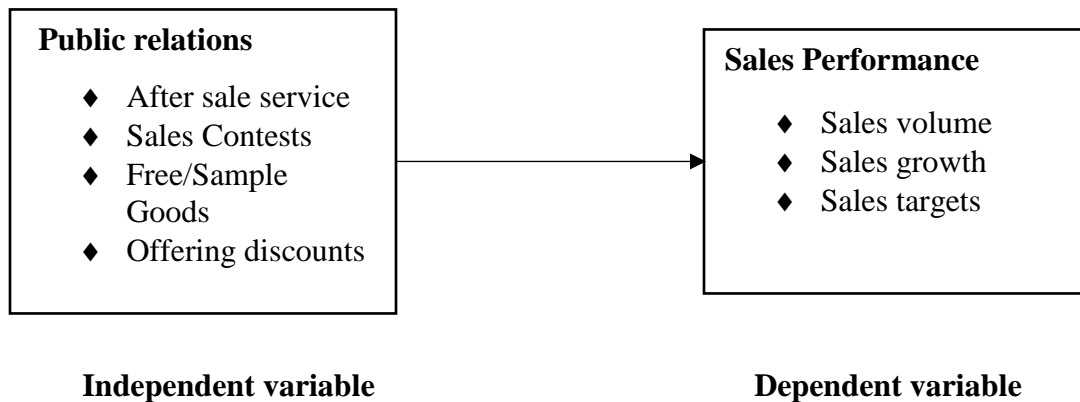 Public relations
♦ After sale service
♦ Sales Contests
♦ Free/Sample
Goods
♦ Offering discounts
Sales Performance
♦ Sales volume
♦ Sales growth
♦ Sales targets
Independent variable
Dependent variable